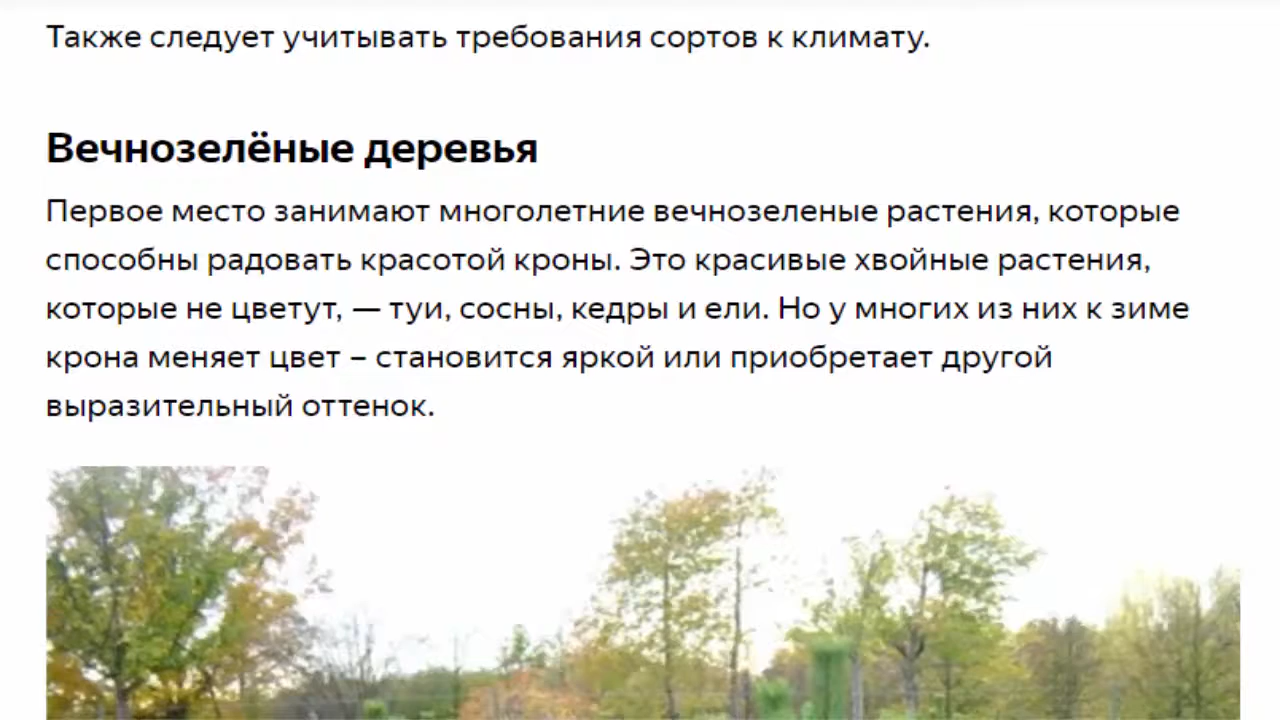 Также следует учитывать требования сортов к климату.
Вечнозелёные деревья
Первое место занимают многолетние вечнозеленые растения, которые
способны радовать красотой кроны. Это красивые хвойные растения,
которые не цветут, — туи, сосны, кедры и ели. Но у многих из них к зиме
крона меняет цвет – становится яркой или приобретает другой
выразительный оттенок.